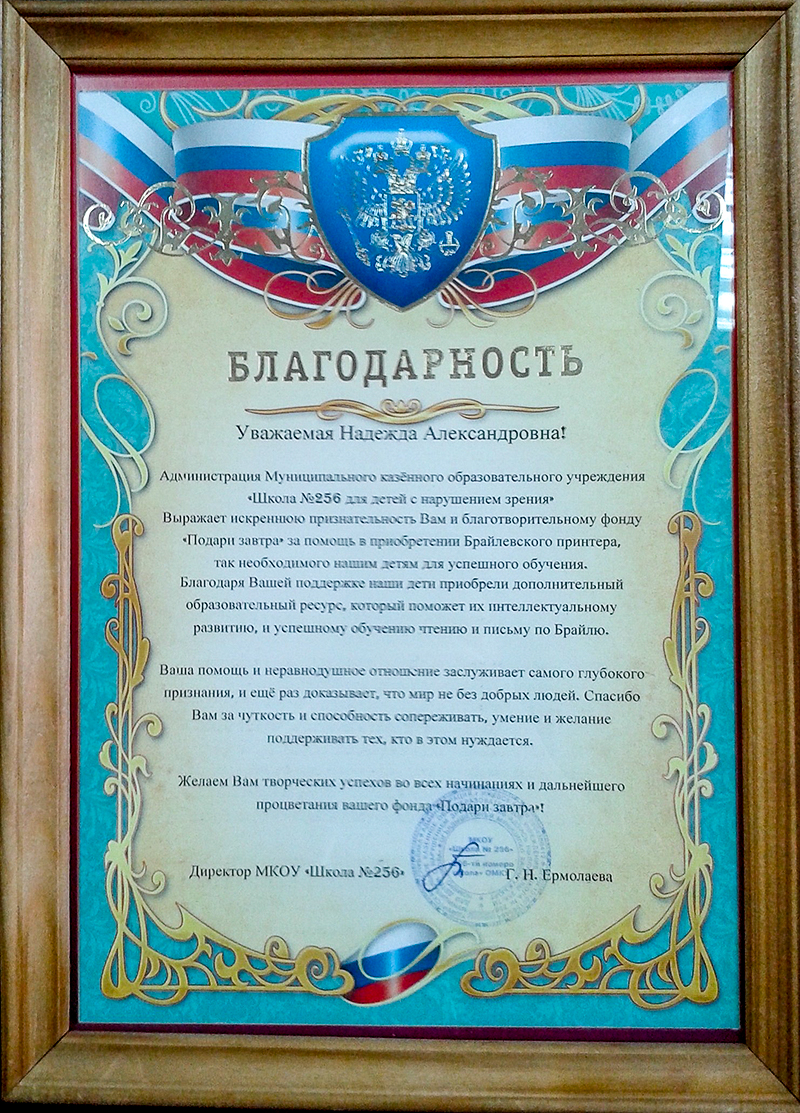 БЛАГОДАРНОСТЬ
Уважаемая Надежда Александровна!
Администрация Муниципального казённого образовательного учреждения
«Школа №256 для детей с нарушением зрения»
Выражает искреннюю признательность Вам и благотворительному фонду
«Подари завтра» за помощь в приобретении Брайлевского принтера,
так необходимого нашим детям для успешного обучения.
Благодаря Вашей поддержке наши дети приобрели дополнительный
образовательный ресурс, который поможет их интеллектуальному
развитию, и успешному обучению чтению и письму по Брайлю.
Ваша помощь и неравнодушное отношение заслуживает самого глубокого
признания, и ещё раз доказывает, что мир не без добрых людей. Спасибо
Вам за чуткость и способность сопереживать, умение и желание
поддерживать тех, кто в этом нуждается.
Желаем Вам творческих успехов во всех начинаниях и дальнейшего
процветания вашего фонда «Подари завтра»!
МКОУ
«Школа № 256»
Директор МКОУ «Школа №256» Г. Н. Ермолаева